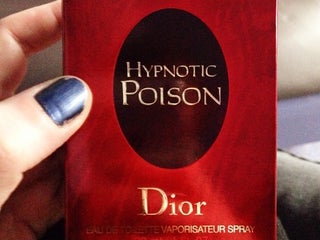 HYPNOTIC
POISON
Dior
EAU DE TOILETTE VAPORISATEUR SPRAY